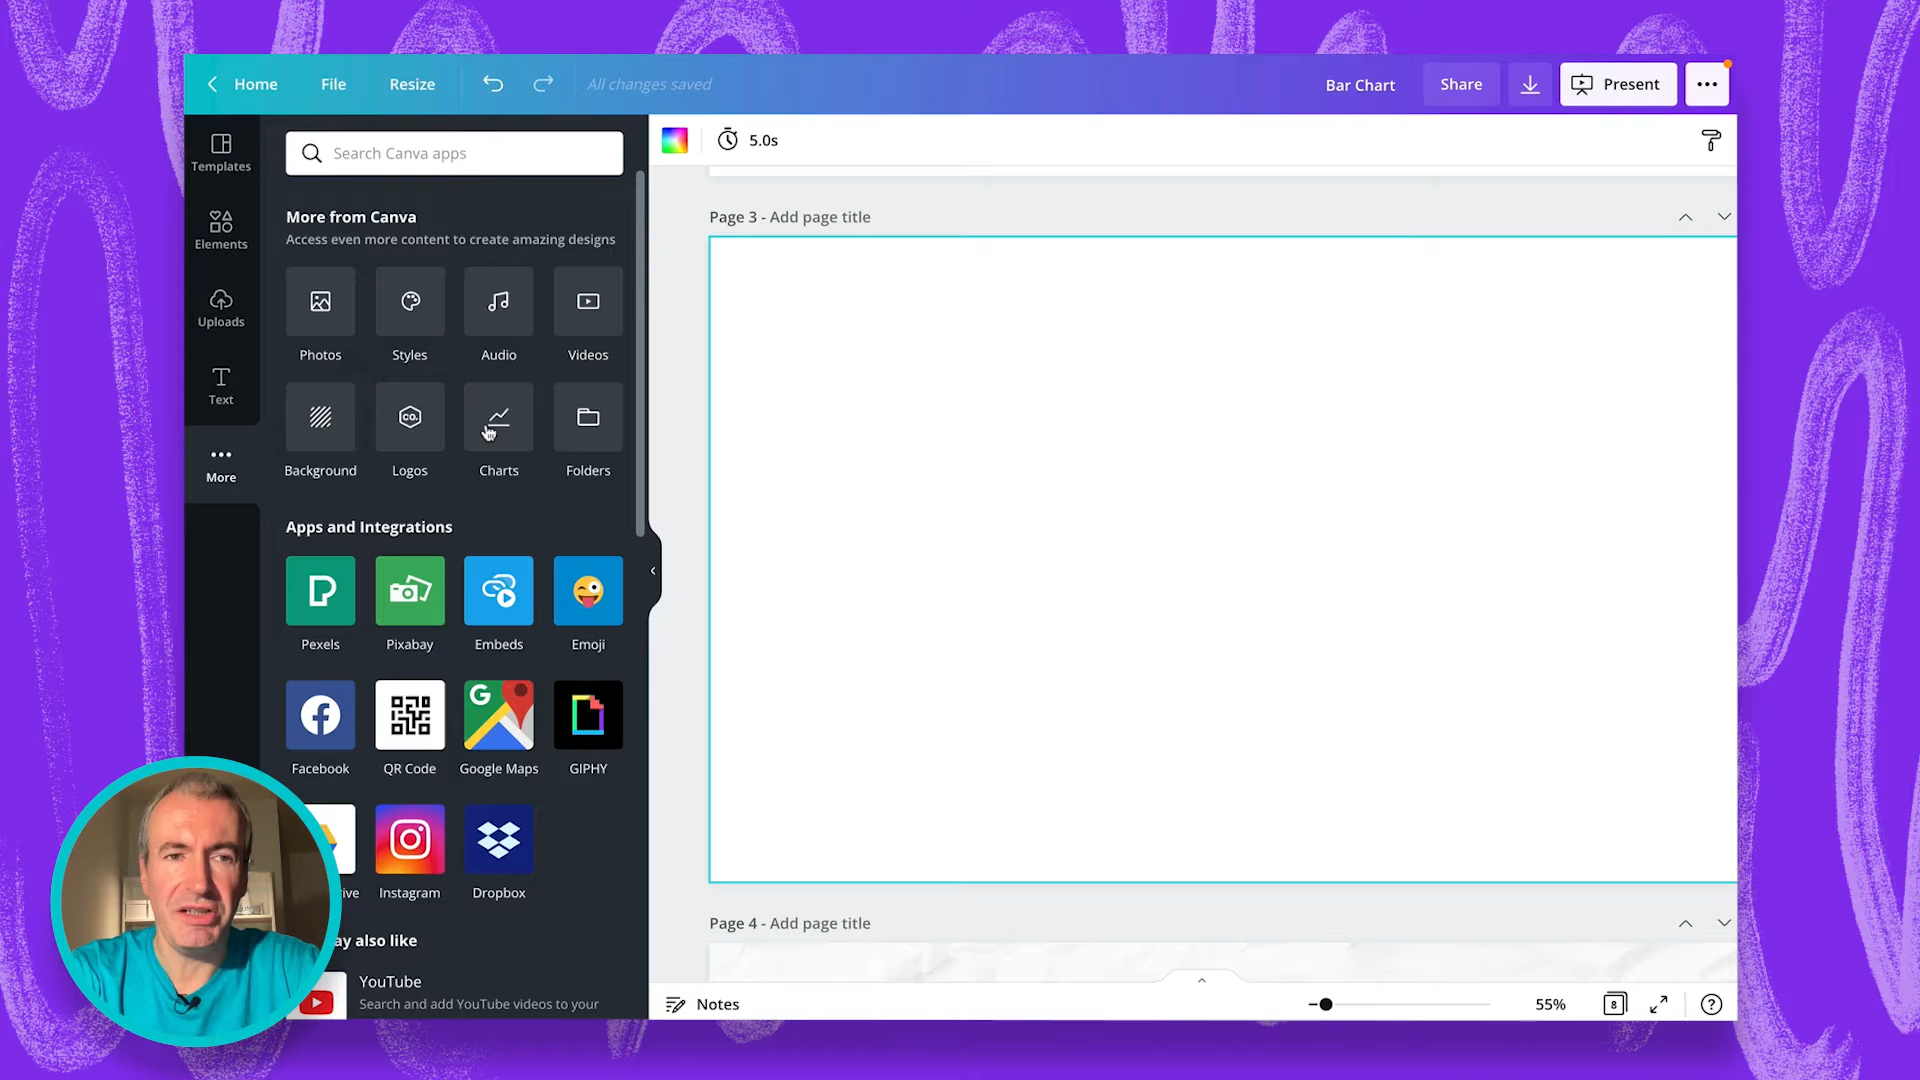 Home File Resize All changes saved Bar Chart Share Present
Templates
Elements
Uploads
Text
More
Search Canva apps
More from Canva
Access even more content to create amazing designs
Photos Styles Audio Videos
CO.
Background Logos Charts Folders
Apps and Integrations
Pexels Pixabay Embeds Emoji
G
Facebook QR Code Google Maps GIPHY
Instagram Dropbox
also like
YouTube
Search and add YouTube videos to your
5.0s
Page 3 - Add page title
Page 4 - Add page title
Notes 55% 8 ?